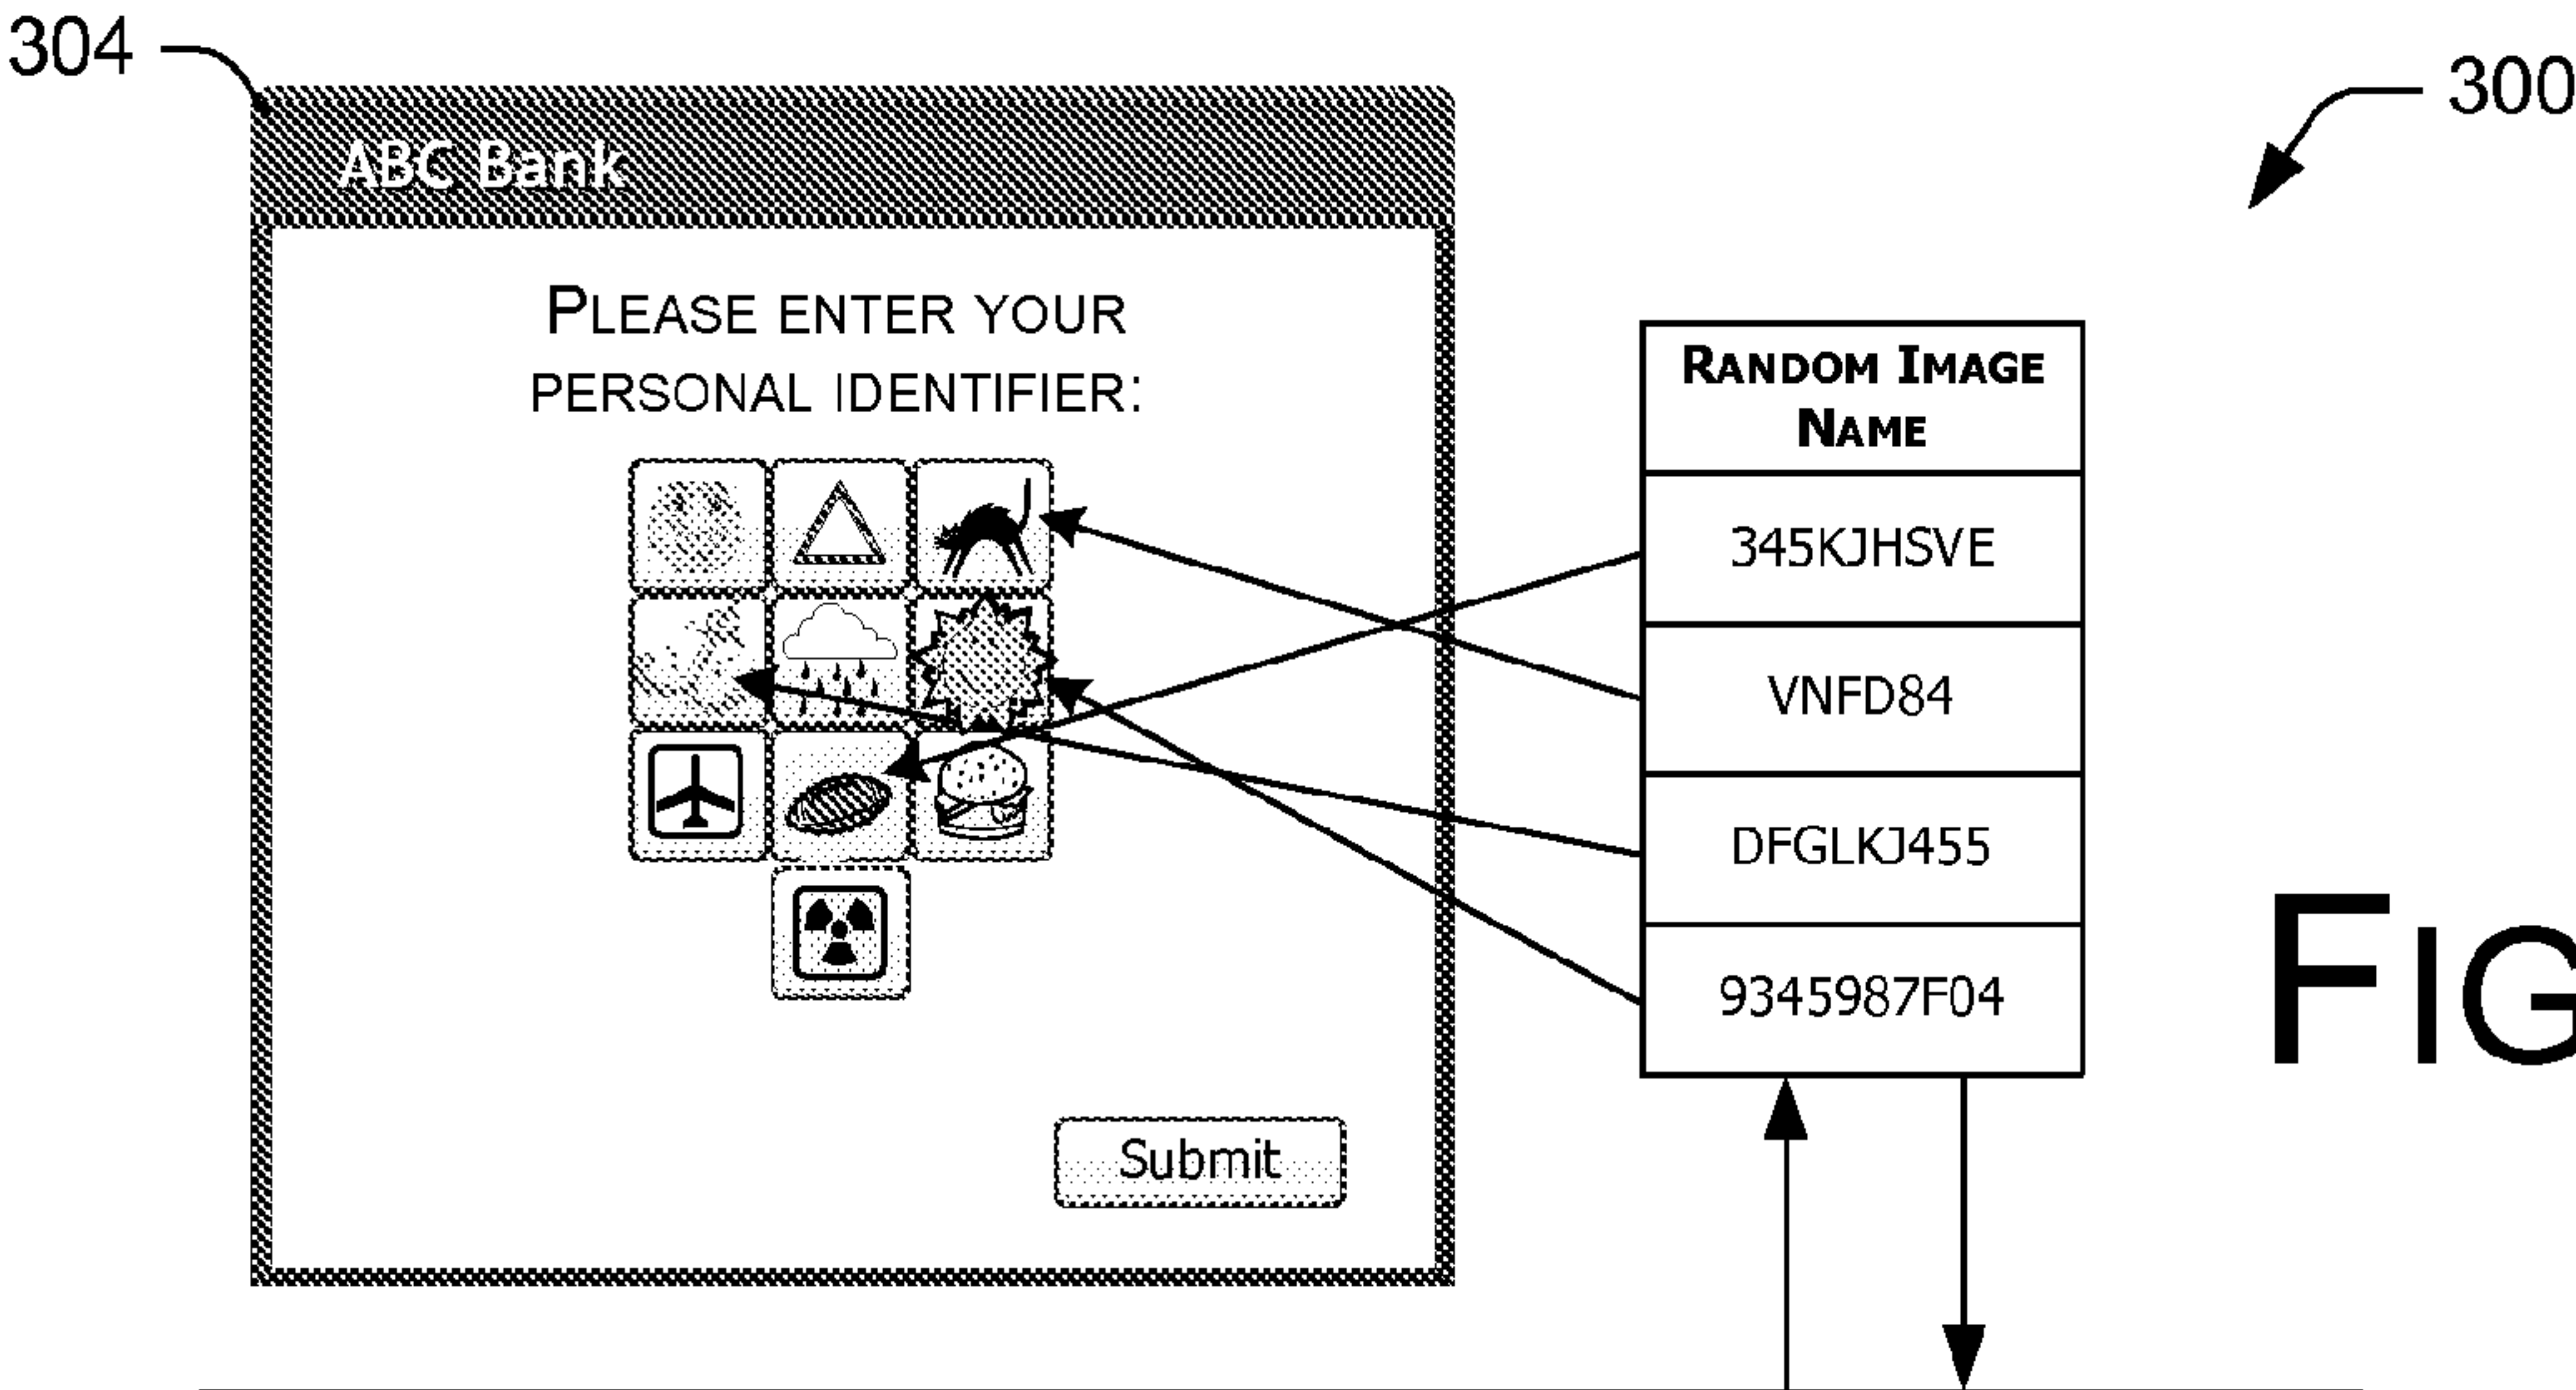 304
300
ABC Bank
PLEASE ENTER YOUR
PERSONAL IDENTIFIER:
RANDOM IMAGE
NAME
345KJHSVE
VNFD84
DFGLKJ455
9345987F04
FIG
Submit